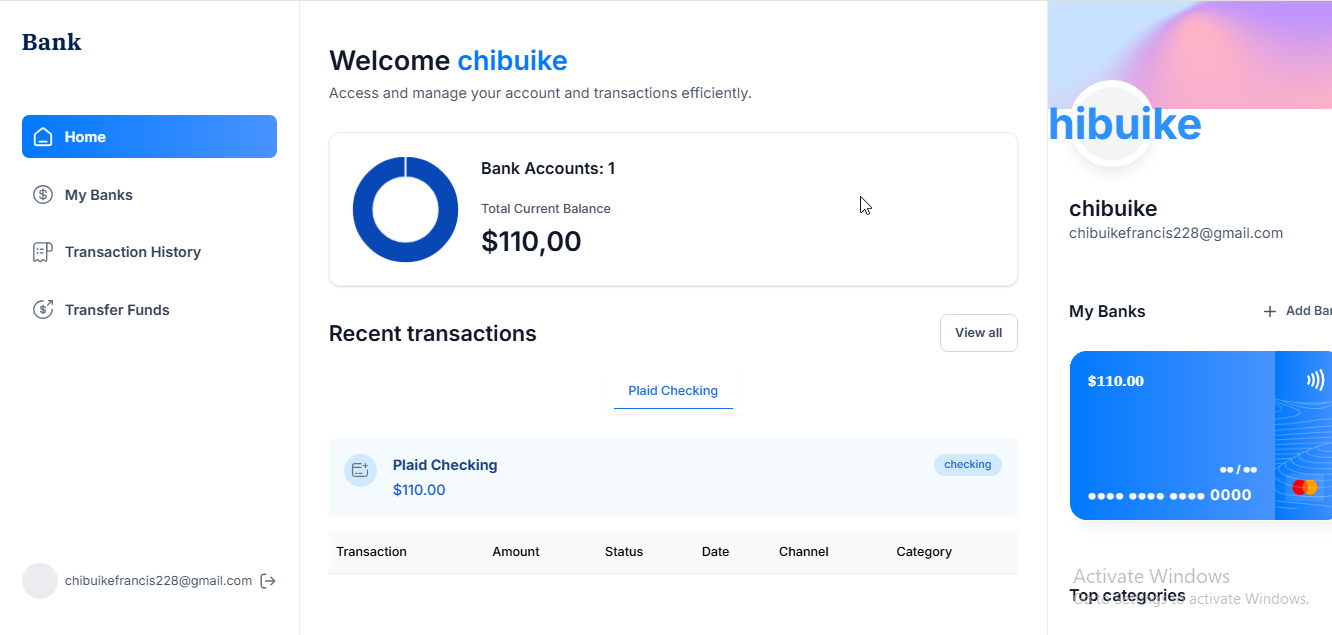 Bank
Home
My Banks
Transaction History
Transfer Funds
chibuikefrancis228@gmail.com
Welcome chibuike
Access and manage your account and transactions efficiently.
Bank Accounts: 1
Total Current Balance
$110,00
Recent transactions
View all
Plaid Checking
Plaid Checking
checking
$110.00
Transaction Amount Status Date Channel Category
hibuike
chibuike
chibuikefrancis228@gmail.com
My Banks
+ Add Bar
$110.00
●●/●●
●●●● ●●●● ●●●● 0000
Activate Windows
Top categories
Go to Settings to activate Windows.